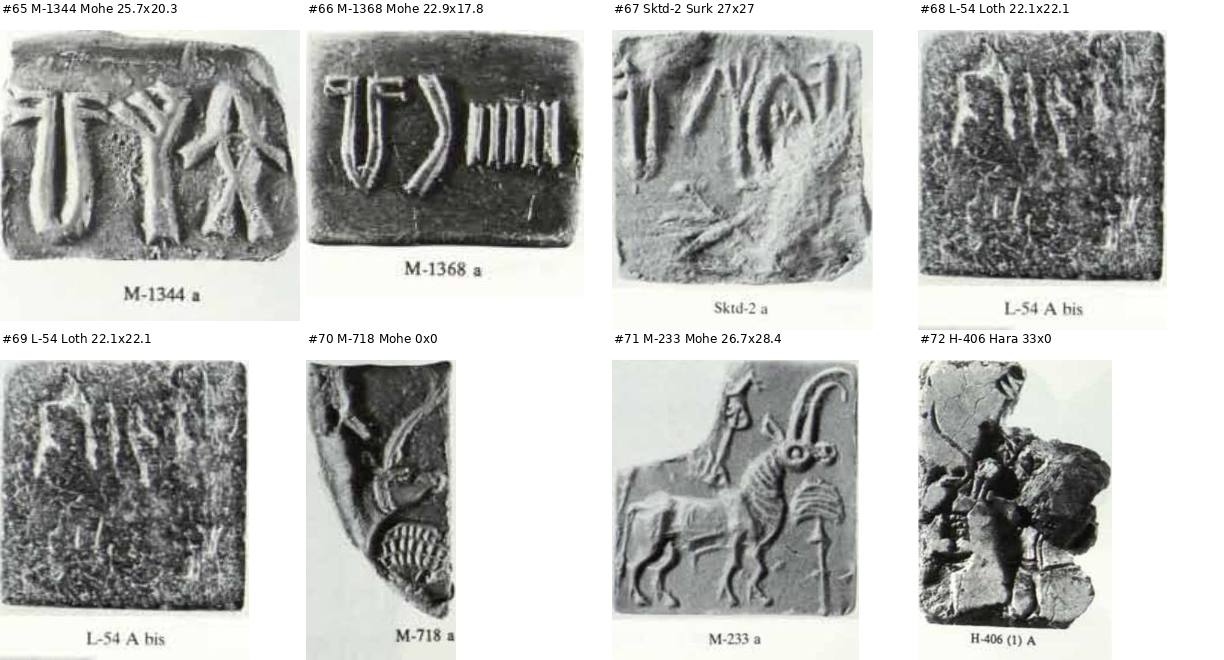 #65 M-1344 Mohe 25.7x20.3
#66 M-1368 Mohe 22.9x17.8
#67 Sktd-2 Surk 27x27
#68 L-54 Loth 22.1x22.1
M-1344 a
M-1368 a
Sktd-2 a
L-54 A bis
#69 L-54 Loth 22.1x22.1
#70 M-718 Mohe 0x0
#71 M-233 Mohe 26.7x28.4
#72 H-406 Hara 33x0
L-54 A bis
M-718 a
M-233 a
H-406 (1) A